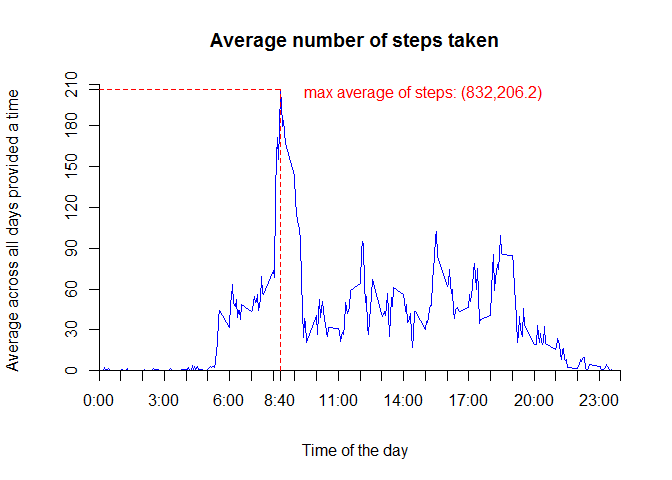 Average number of steps taken
max average of steps: (832,206.2)
Average across all days provided a time
210
180
150
120
90
60
30
0
0:00 3:00 6:00 8:40 11:00 14:00 17:00 20:00 23:00
Time of the day